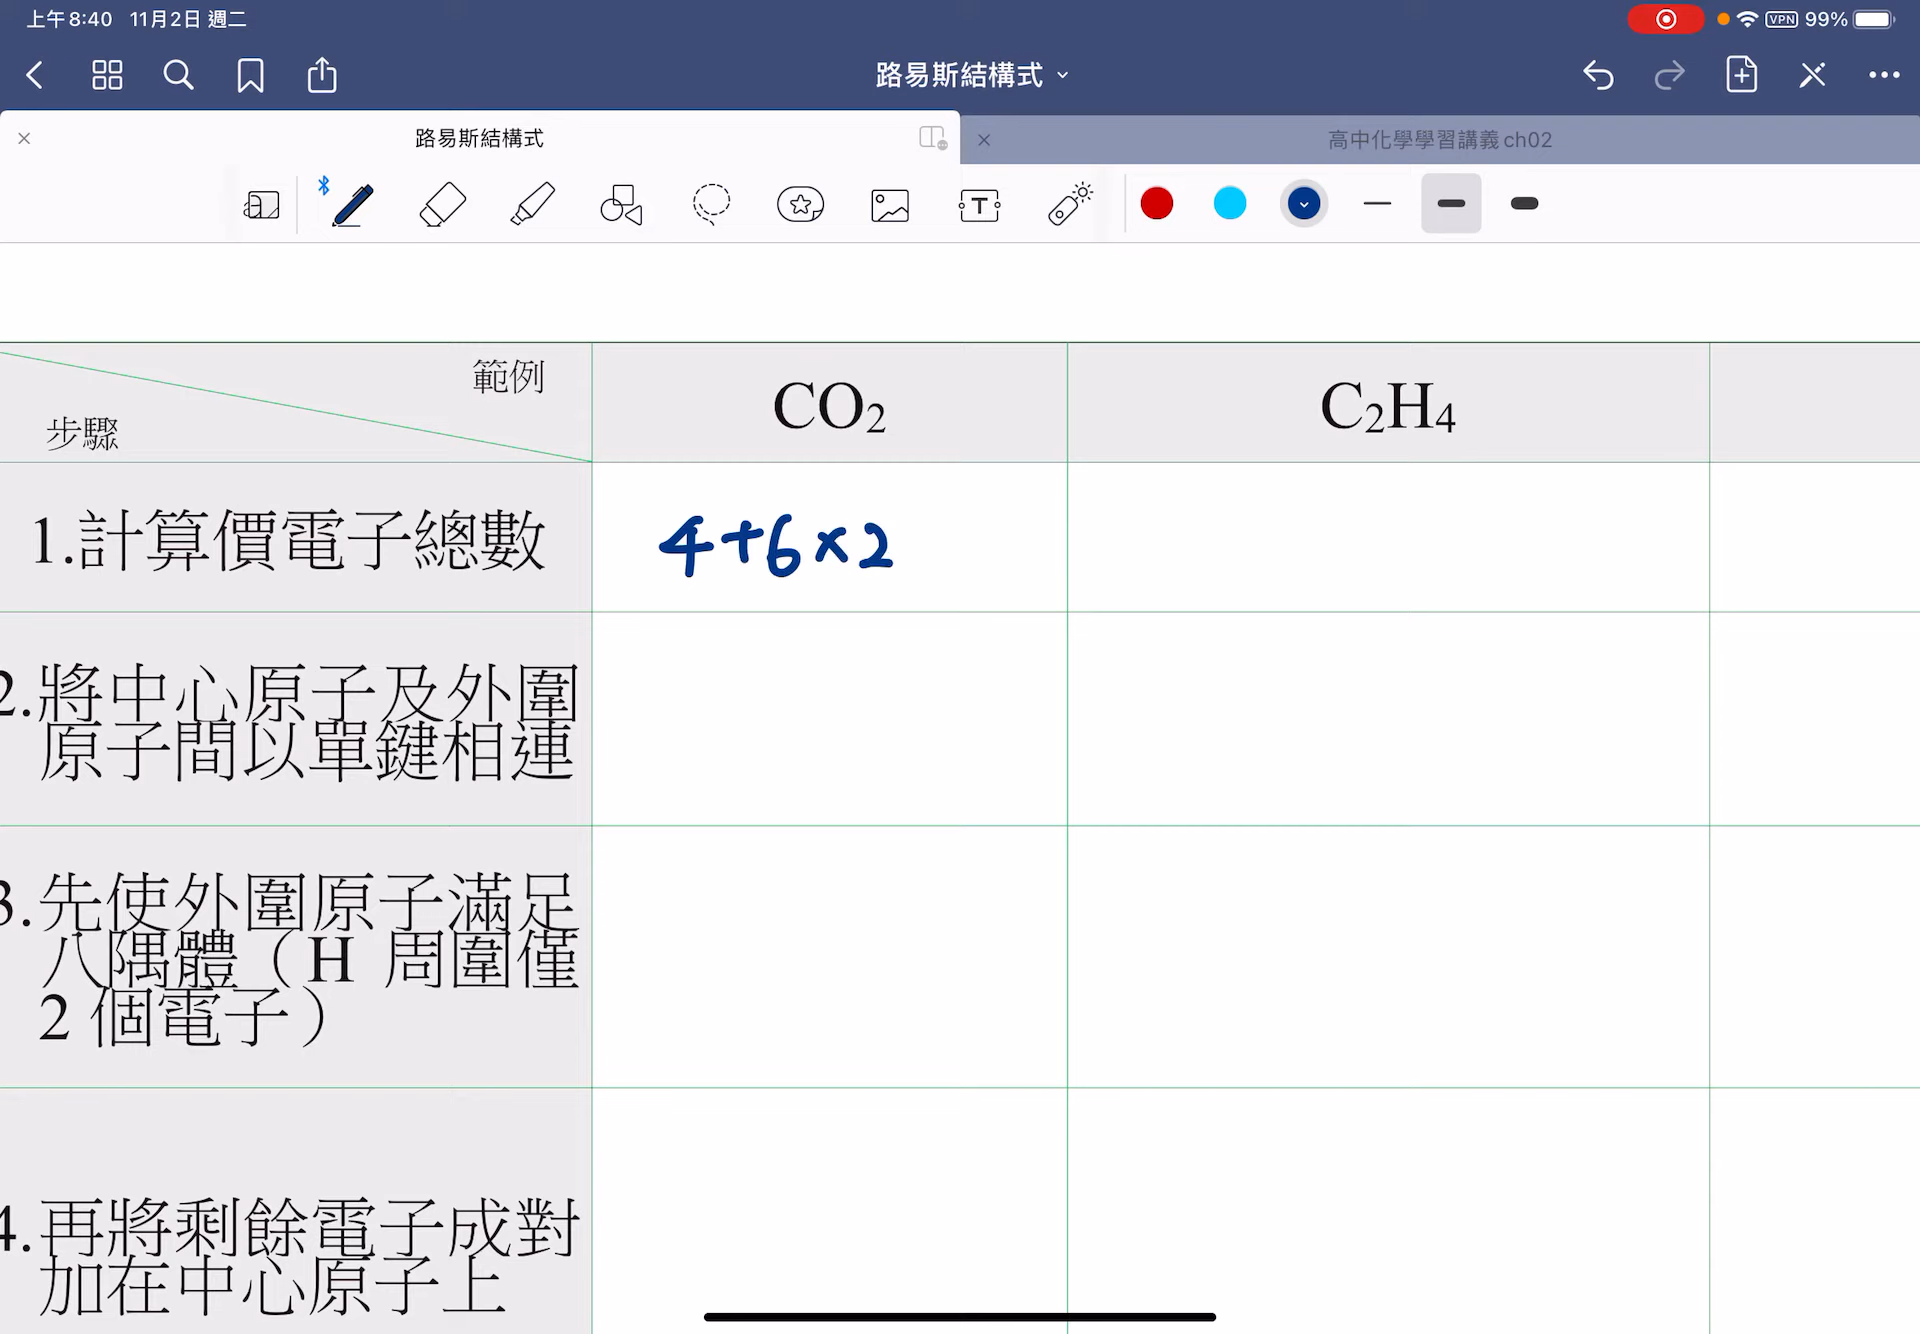 上午8:40 11月2日 週二
VPN 99%
路易斯結構式
路易斯結構式
高中化學學習講義ch02
範例
步驟
CO₂
C₂H₄
1.計算價電子總數
4+6×2
2.將中心原子及外圍
原子間以單鍵相連
3.先使外圍原子滿足
八隅體（H 周圍僅
2 個電子）
4.再將剩餘電子成對
加在中心原子上